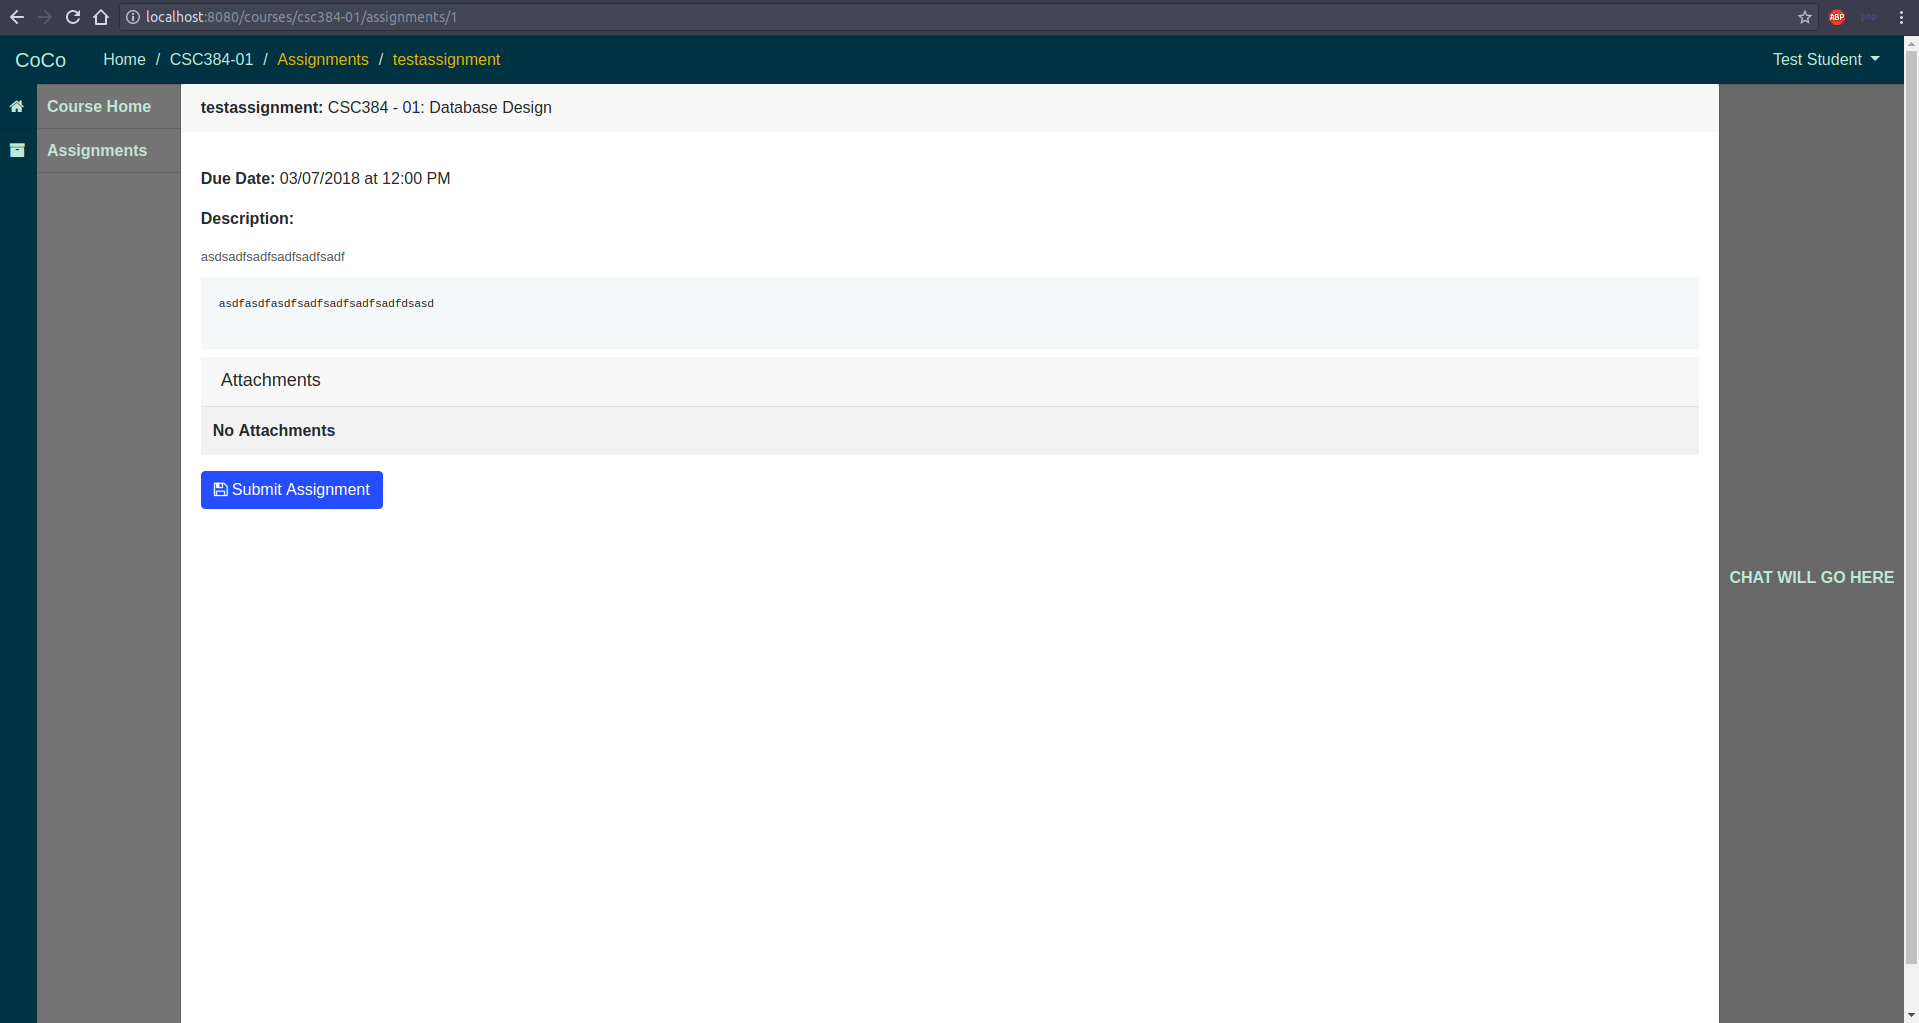 localhost:8080/courses/csc384-01/assignments/1
ABP
php
CoCo
Home / CSC384-01 / Assignments / testassignment
Test Student
Course Home
Assignments
testassignment: CSC384 - 01: Database Design
Due Date: 03/07/2018 at 12:00 PM
Description:
asdsadfsadfsadfsadfsadf
asdfasdfasdfsadfsadfsadfsadfdsasd
Attachments
No Attachments
Submit Assignment
CHAT WILL GO HERE